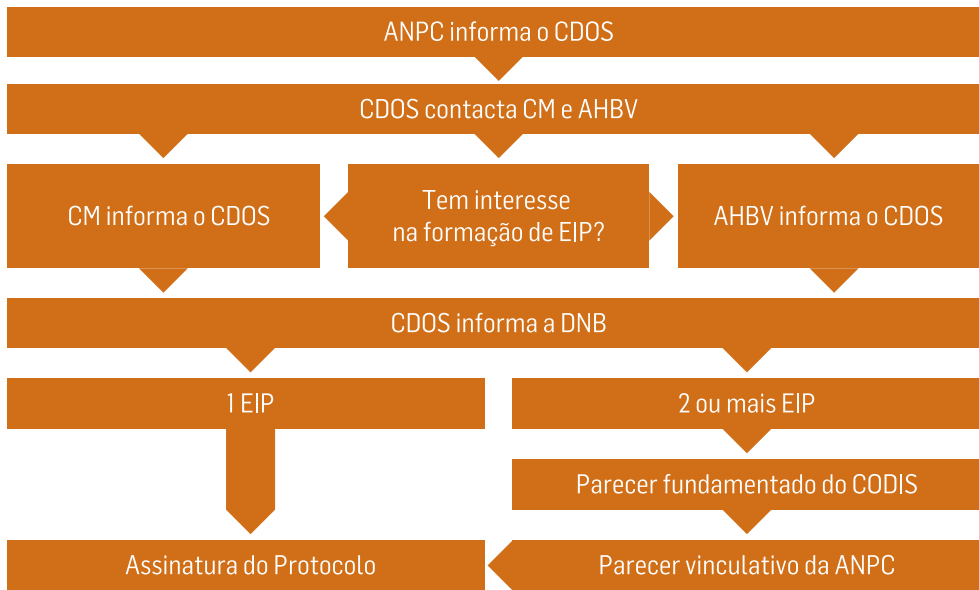 ANPC informa o CDOS
CDOS contacta CM e AHBV
CM informa o CDOS
Tem interesse
na formação de EIP?
AHBV informa o CDOS
CDOS informa a DNB
1 EIP
2 ou mais EIP
Parecer fundamentado do CODIS
Assinatura do Protocolo
Parecer vinculativo da ANPC